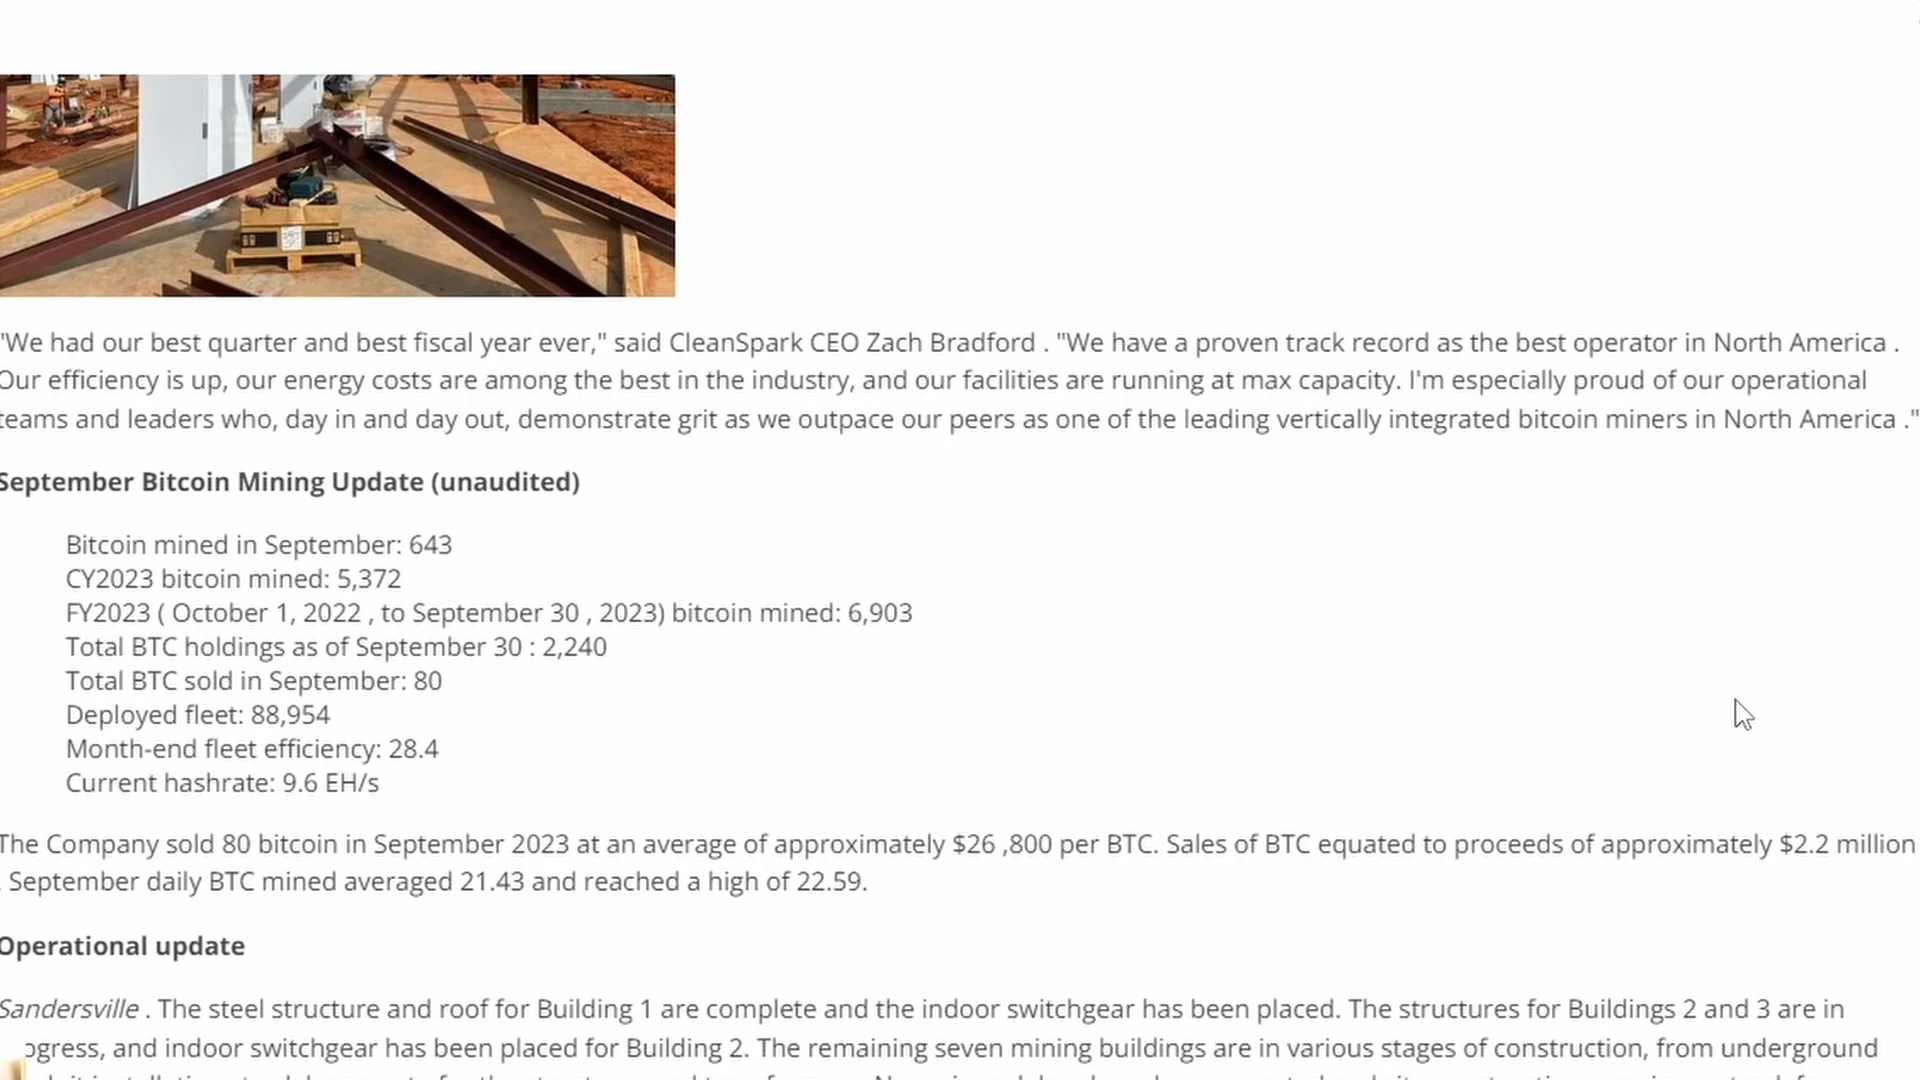 "We had our best quarter and best fiscal year ever," said CleanSpark CEO Zach Bradford . "We have a proven track record as the best operator in North America .
Our efficiency is up, our energy costs are among the best in the industry, and our facilities are running at max capacity. I'm especially proud of our operational
teams and leaders who, day in and day out, demonstrate grit as we outpace our peers as one of the leading vertically integrated bitcoin miners in North America ."
September Bitcoin Mining Update (unaudited)
Bitcoin mined in September: 643
CY2023 bitcoin mined: 5,372
FY2023 ( October 1, 2022 , to September 30 , 2023) bitcoin mined: 6,903
Total BTC holdings as of September 30 : 2,240
Total BTC sold in September: 80
Deployed fleet: 88,954
Month-end fleet efficiency: 28.4
Current hashrate: 9.6 EH/s
The Company sold 80 bitcoin in September 2023 at an average of approximately $26 ,800 per BTC. Sales of BTC equated to proceeds of approximately $2.2 million
. September daily BTC mined averaged 21.43 and reached a high of 22.59.
Operational update
Sandersville . The steel structure and roof for Building 1 are complete and the indoor switchgear has been placed. The structures for Buildings 2 and 3 are in
ogress, and indoor switchgear has been placed for Building 2. The remaining seven mining buildings are in various stages of construction, from underground